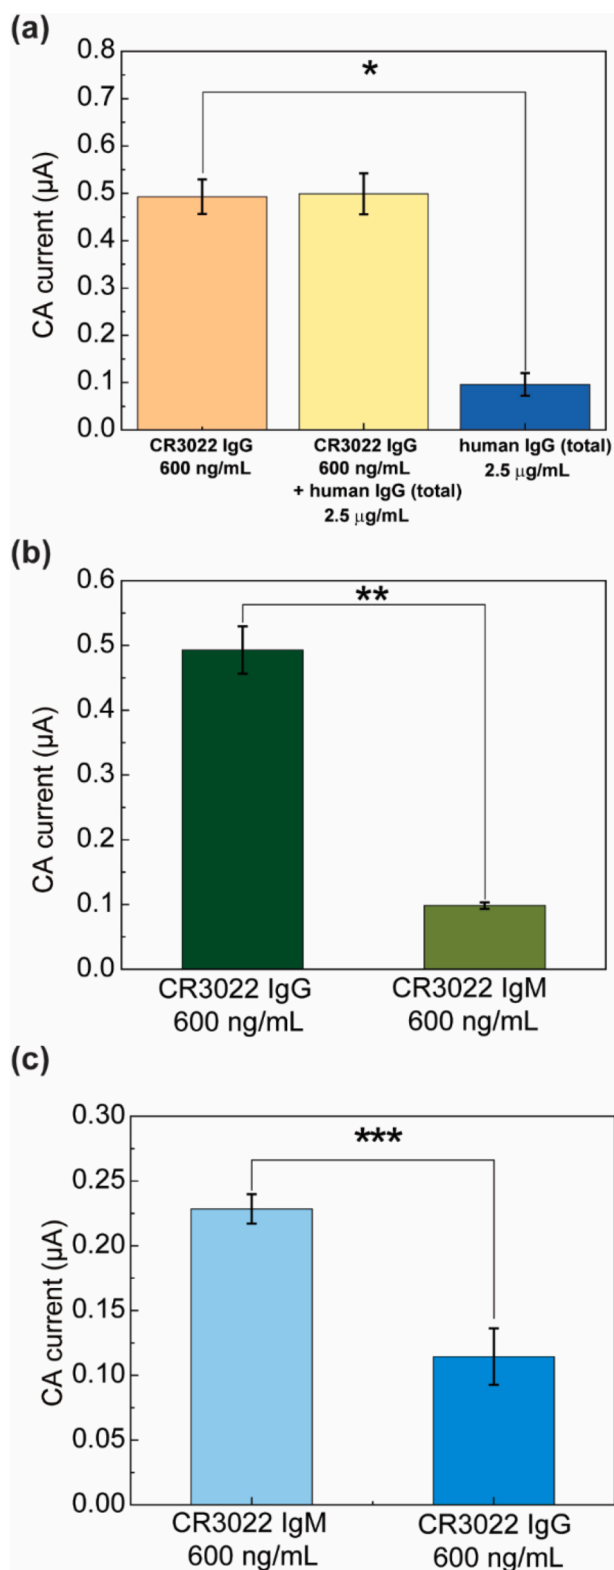 (a)
0.8
0.7
0.6
0.5
0.4
0.3
0.2
0.1
0.0
CA current (µA)
*
CR3022 IgG
600 ng/mL
CR3022 IgG
600 ng/mL
+ human IgG (total)
2.5 µg/mL
human IgG (total)
2.5 µg/mL
(b)
0.6
0.5
0.4
0.3
0.2
0.1
0.0
CA current (µA)
**
CR3022 IgG
600 ng/mL
CR3022 IgM
600 ng/mL
(c)
0.30
0.25
0.20
0.15
0.10
0.05
0.00
CA current (µA)
***
CR3022 IgM
600 ng/mL
CR3022 IgG
600 ng/mL